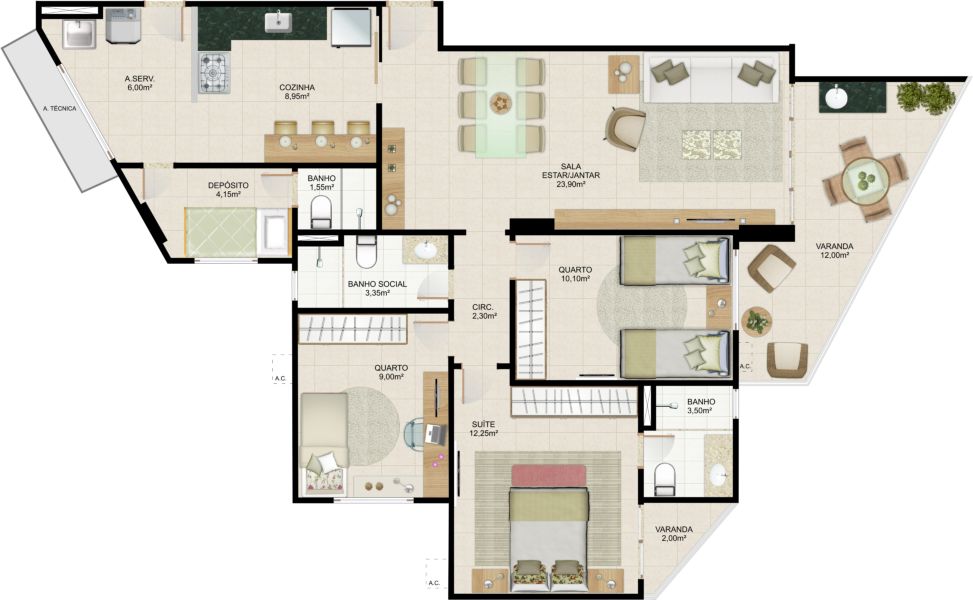 A. TÉCNICA
A.SERV.
6,00m²
COZINHA
8,95m²
DEPÓSITO
4,15m²
BANHO
1,55m²
SALA
ESTAR/JANTAR
23,90m²
VARANDA
12,00m²
BANHO SOCIAL
3,35m²
CIRC.
2,30m²
QUARTO
10,10m²
QUARTO
9,00m²
A.C.
A.C.
SUÍTE
12,25m²
BANHO
3,50m²
VARANDA
2,00m²
A.C.